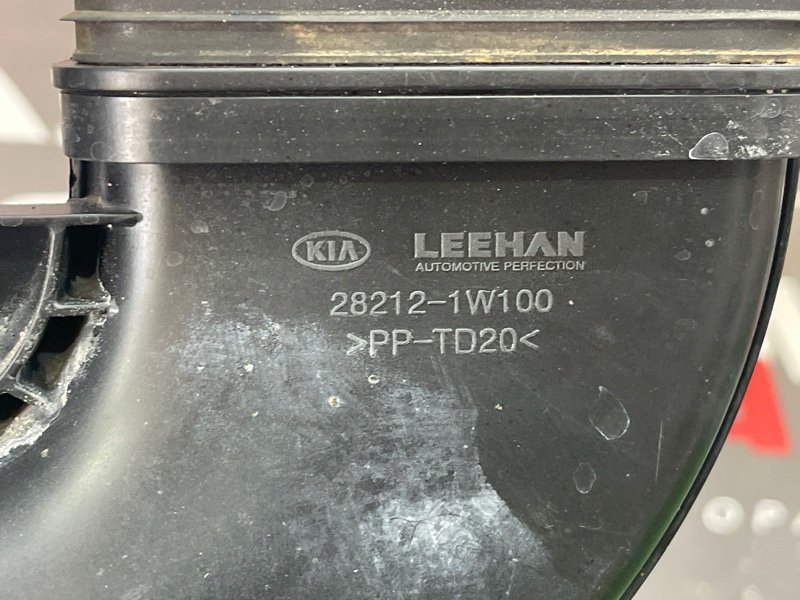 KIA LEEHAN
AUTOMOTIVE PERFECTION
28212-1W100
>PP-TD20<